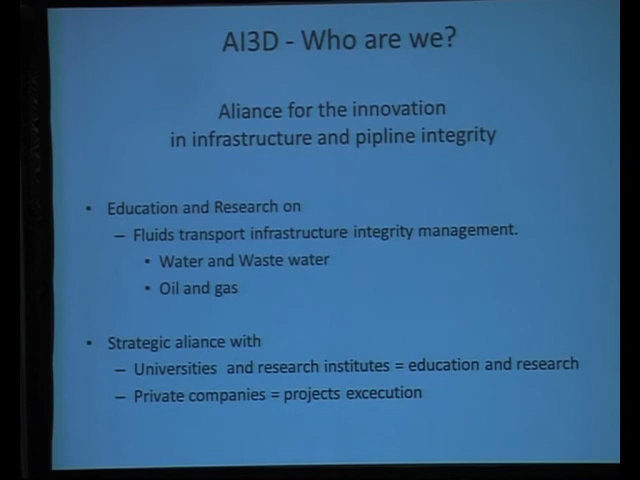 AI3D - Who are we?
Aliance for the innovation
in infrastructure and pipline integrity
• Education and Research on
– Fluids transport infrastructure integrity management.
• Water and Waste water
• Oil and gas
• Strategic aliance with
– Universities and research institutes = education and research
– Private companies = projects excecution